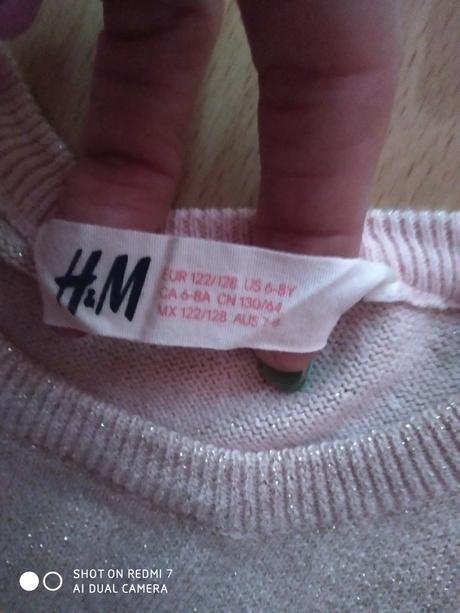 H&M
EUR 122/128 US 6-8Y
CA 6-8A CN 130/64
MX 122/128 AUS 7-8
SHOT ON REDMI 7
AI DUAL CAMERA